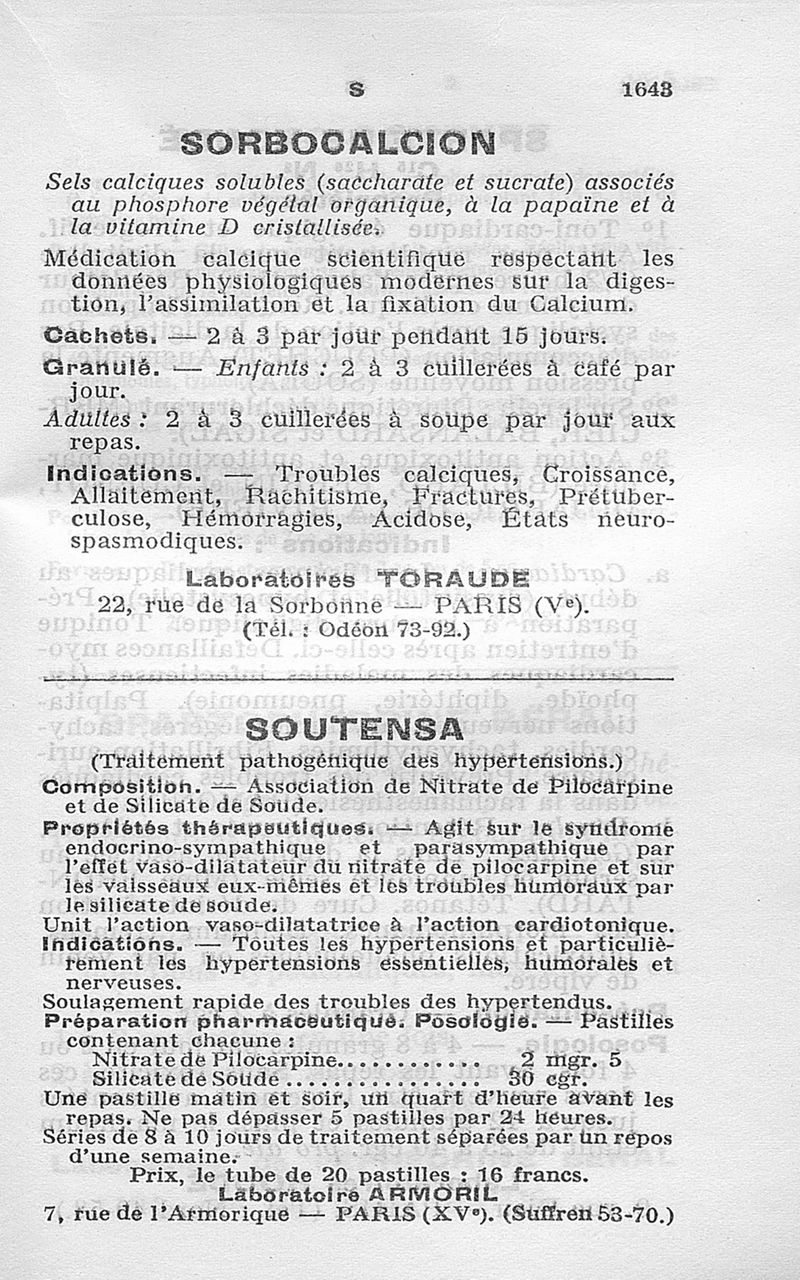 S 1643
SORBOCALCION
Sels calciques solubles (saccharate et sucrate) associés
au phosphore végétal organique, à la papaïne et à
la vitamine D cristallisée.
Médication calcique scientifique respectant les
données physiologiques modernes sur la diges-
tion, l'assimilation et la fixation du Calcium.
Cachets. — 2 à 3 par jour pendant 15 jours.
Granulé. — Enfants : 2 à 3 cuillerées à café par
jour.
Adultes : 2 à 3 cuillerées à soupe par jour aux
repas.
Indications. — Troubles calciques, Croissance,
Allaitement, Rachitisme, Fractures, Prétuber-
culose, Hémorragies, Acidose, États neuro-
spasmodiques.
Laboratoires TORAUDE
22, rue de la Sorbonne — PARIS (Ve).
(Tél. : Odéon 73-92.)
SOUTENSA
(Traitement pathogénique des hypertensions.)
Composition. — Association de Nitrate de Pilocarpine
et de Silicate de Soude.
Propriétés thérapeutiques. — Agit sur le syndrome
endocrino-sympathique et parasympathique par
l'effet vaso-dilatateur du nitrate de pilocarpine et sur
les vaisseaux eux-mêmes et les troubles humoraux par
le silicate de soude.
Unit l'action vaso-dilatatrice à l'action cardiotonique.
Indications. — Toutes les hypertensions et particuliè-
rement les hypertensions essentielles, humorales et
nerveuses.
Soulagement rapide des troubles des hypertendus.
Préparation pharmaceutique. Posologie. — Pastilles
contenant chacune :
Nitrate de Pilocarpine............ 2 mgr. 5
Silicate de Soude ................. 30 cgr.
Une pastille matin et soir, un quart d'heure avant les
repas. Ne pas dépasser 5 pastilles par 24 heures.
Séries de 8 à 10 jours de traitement séparées par un repos
d'une semaine.
Prix, le tube de 20 pastilles : 16 francs.
Laboratoire ARMORIL
7, rue de l'Armorique — PARIS (XVe). (Suffren 53-70.)